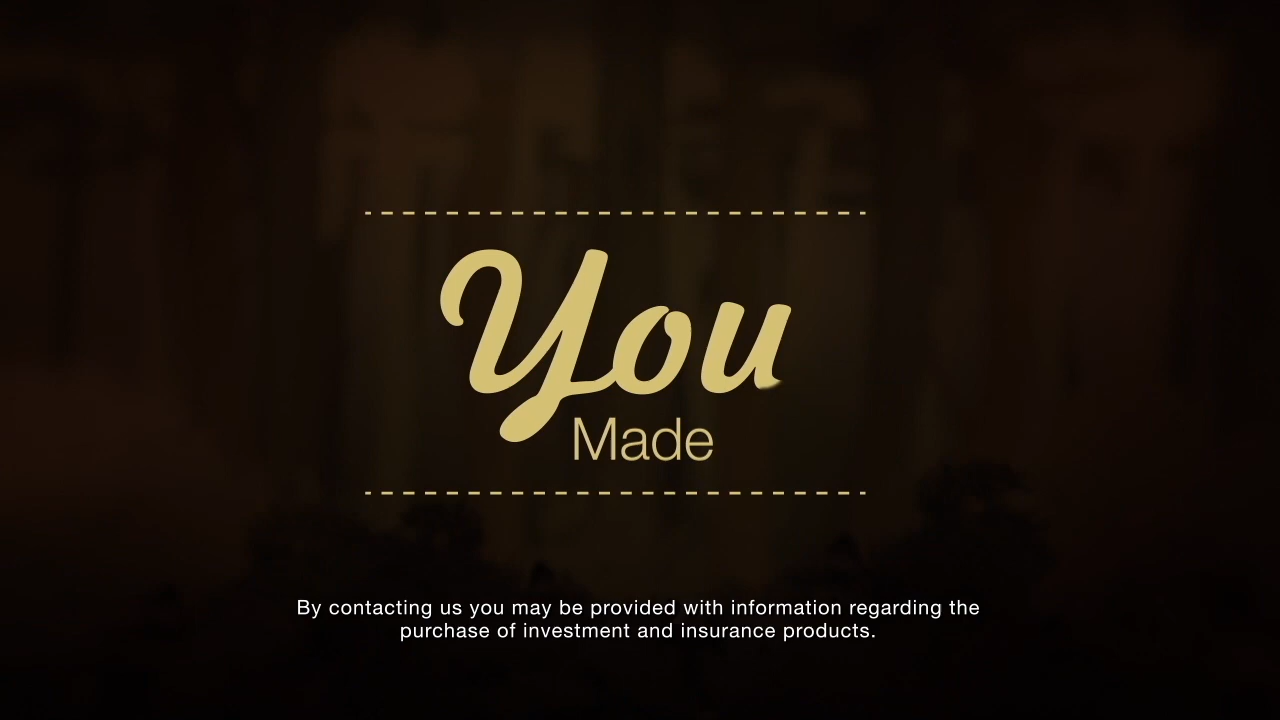 You
Made
By contacting us you may be provided with information regarding the
purchase of investment and insurance products.